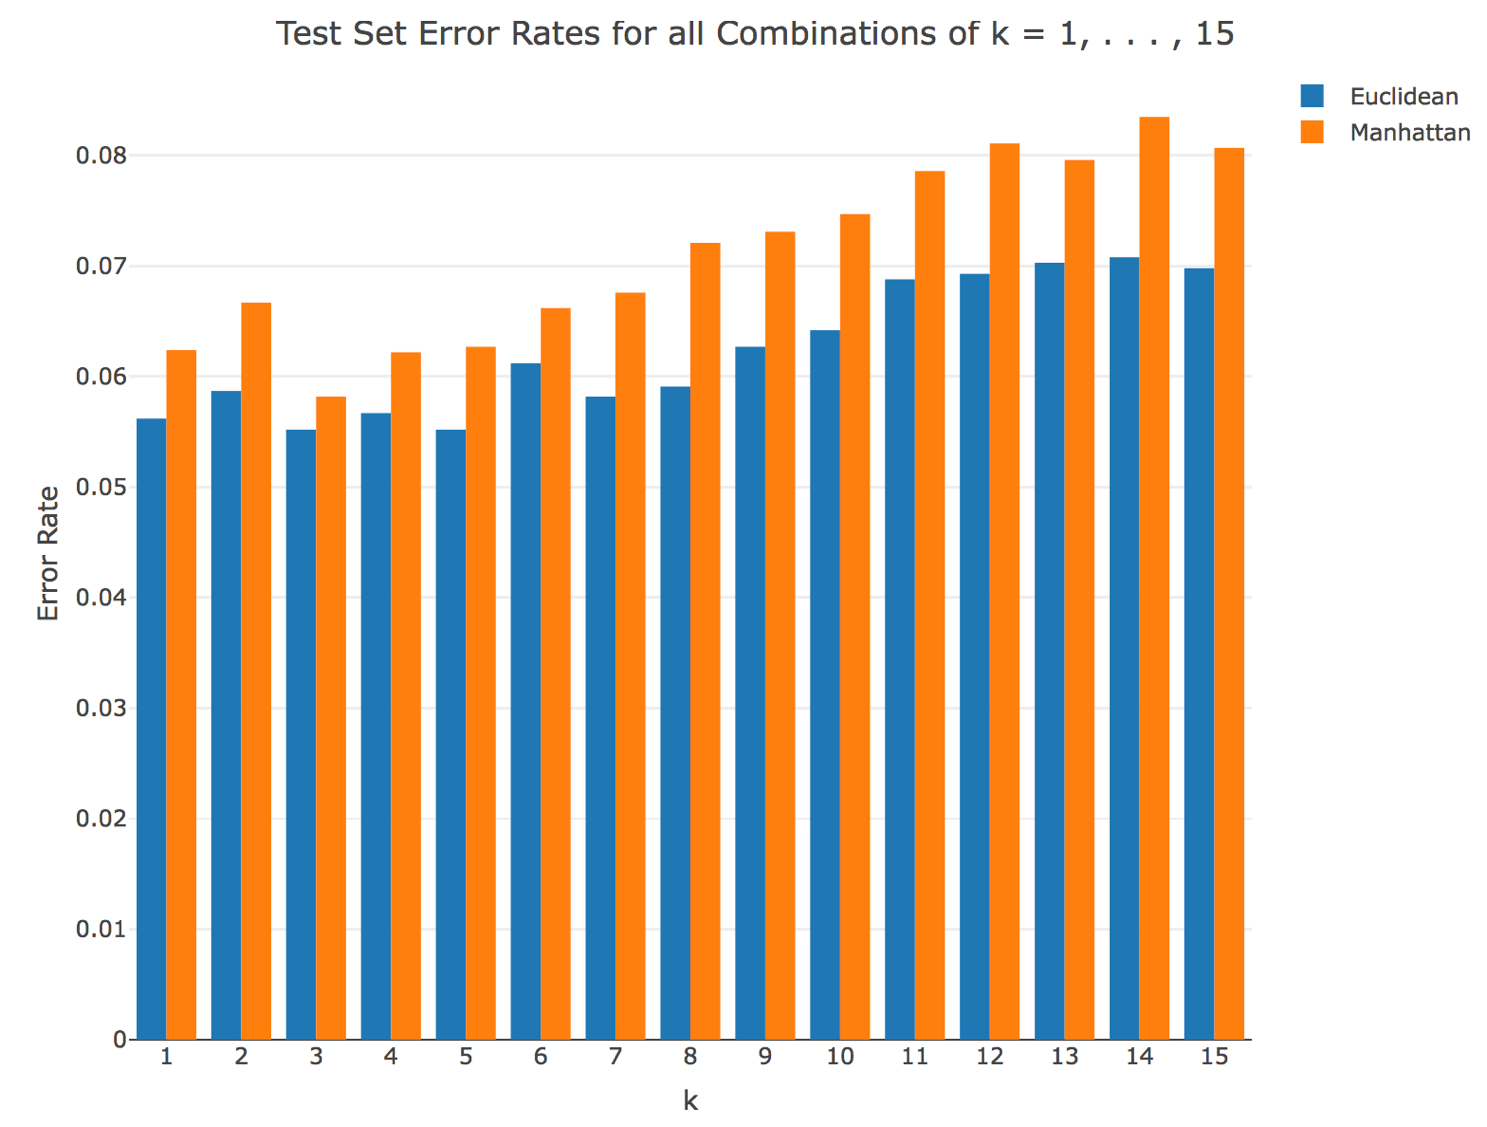 Test Set Error Rates for all Combinations of k = 1, . . . , 15
Euclidean
Manhattan
0.08
0.07
0.06
0.05
0.04
0.03
0.02
0.01
0
Error Rate
1 2 3 4 5 6 7 8 9 10 11 12 13 14 15
k